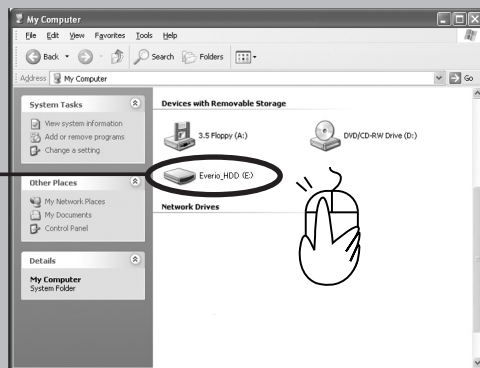 My Computer
File Edit View Favorites Tools Help
Back Search Folders
Address My Computer Go
System Tasks
View system information
Add or remove programs
Change a setting
Other Places
My Network Places
My Documents
Control Panel
Details
My Computer
System Folder
Devices with Removable Storage
3.5 Floppy (A:)
DVD/CD-RW Drive (D:)
Everio_HDD (E:)
Network Drives